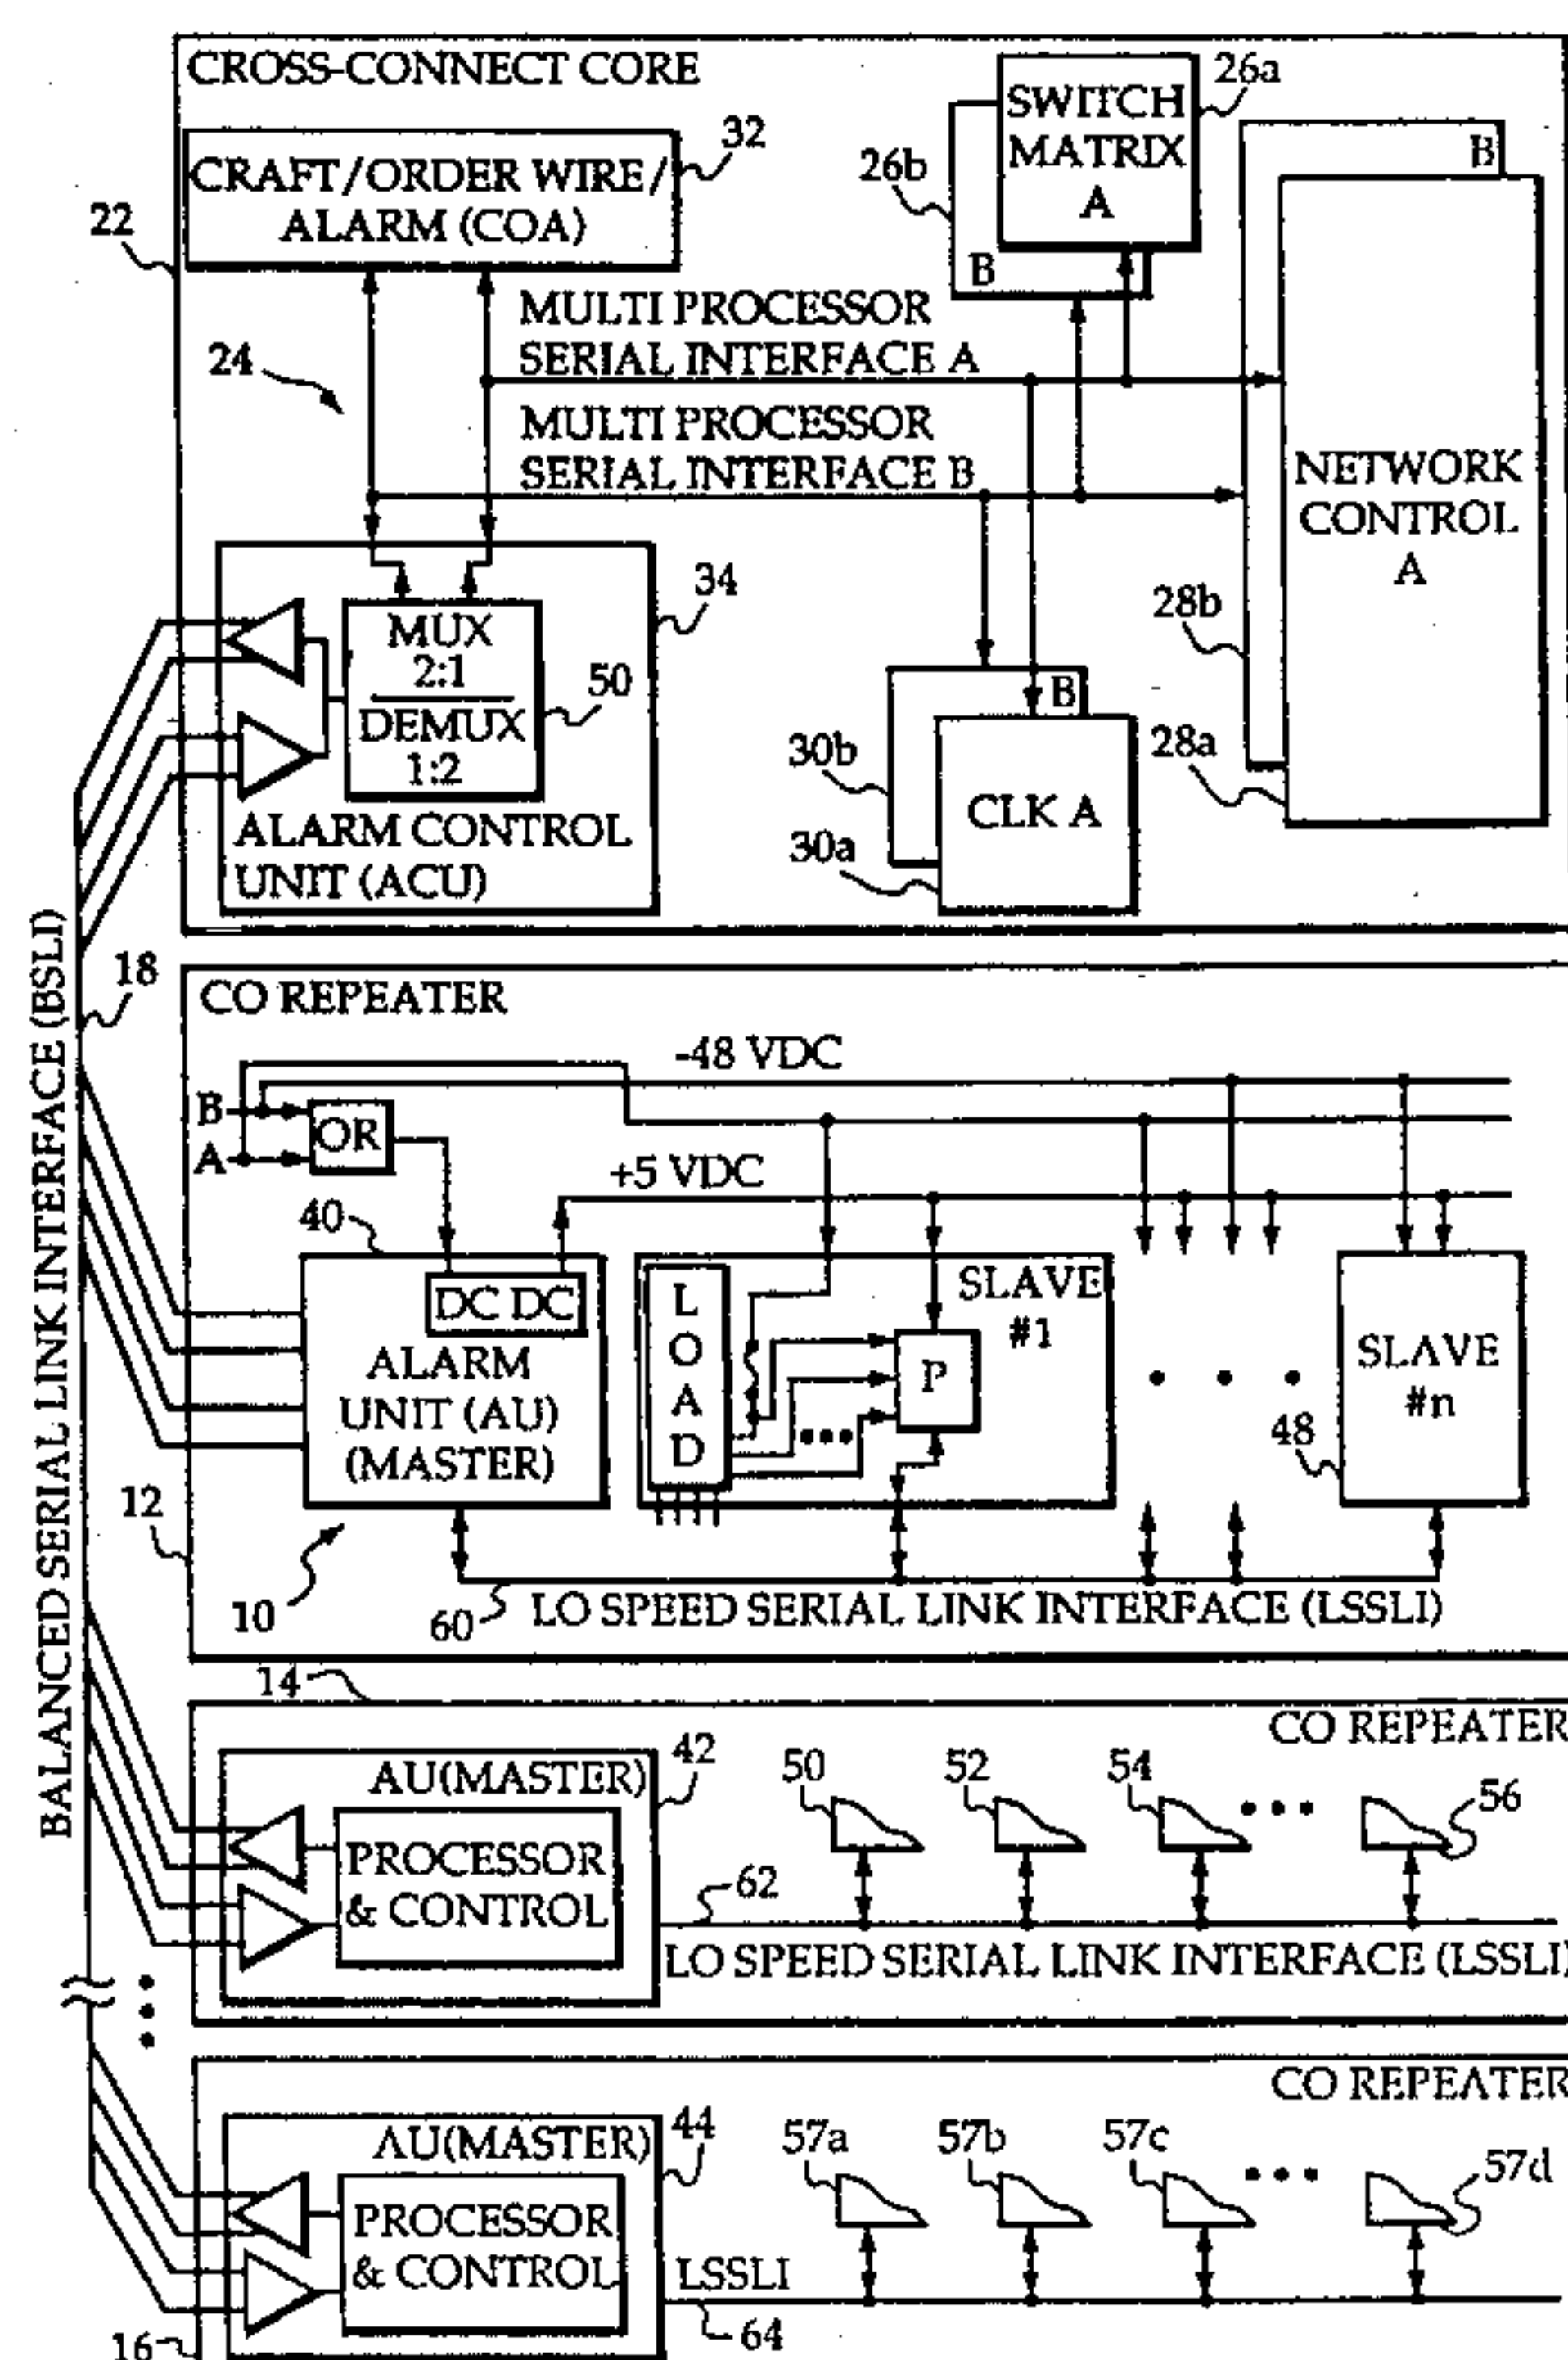 CROSS-CONNECT CORE
CRAFT/ORDER WIRE/
ALARM (COA)
32
22
24
SWITCH
MATRIX
A
26a
26b
B
B
MULTI PROCESSOR
SERIAL INTERFACE A
MULTI PROCESSOR
SERIAL INTERFACE B
NETWORK
CONTROL
A
28b
28a
34
MUX
2:1
DEMUX
1:2
50
ALARM CONTROL
UNIT (ACU)
B
30b
CLK A
30a
BALANCED SERIAL LINK INTERFACE (BSLI)
18
CO REPEATER
-48 VDC
B
A
OR
+5 VDC
40
DC DC
ALARM
UNIT (AU)
(MASTER)
LOAD
SLAVE
#1
P
SLAVE
#n
48
12
10
60
LO SPEED SERIAL LINK INTERFACE (LSSLI)
14
CO REPEATER
AU(MASTER)
42
PROCESSOR
& CONTROL
50
52
54
56
62
LO SPEED SERIAL LINK INTERFACE (LSSLI)
CO REPEATER
AU(MASTER)
44
PROCESSOR
& CONTROL
57a
57b
57c
57d
LSSLI
64
16